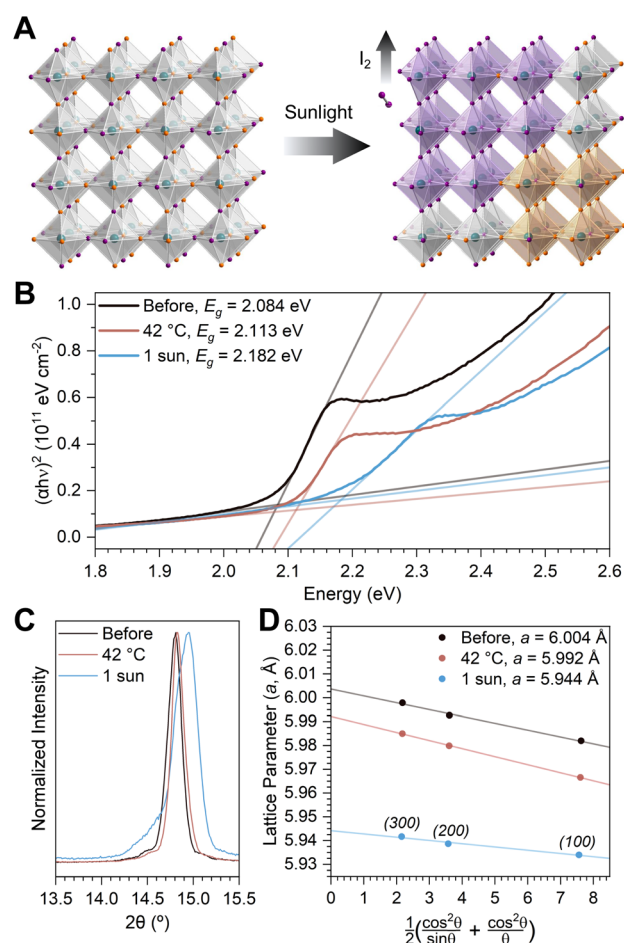 A
Sunlight
I₂
B
Before, E_g = 2.084 eV
42 °C, E_g = 2.113 eV
1 sun, E_g = 2.182 eV
(αhν)² (10¹¹ eV cm⁻²)
1.0
0.8
0.6
0.4
0.2
0.0
1.8 1.9 2.0 2.1 2.2 2.3 2.4 2.5 2.6
Energy (eV)
C
Before
42 °C
1 sun
Normalized Intensity
13.5 14.0 14.5 15.0 15.5
2θ (º)
D
Before, a = 6.004 Å
42 °C, a = 5.992 Å
1 sun, a = 5.944 Å
Lattice Parameter (a, Å)
6.03
6.02
6.01
6.00
5.99
5.98
5.97
5.96
5.95
5.94
5.93
(300) (200) (100)
0 1 2 3 4 5 6 7 8
½(cos²θ/sinθ + cos²θ/θ)